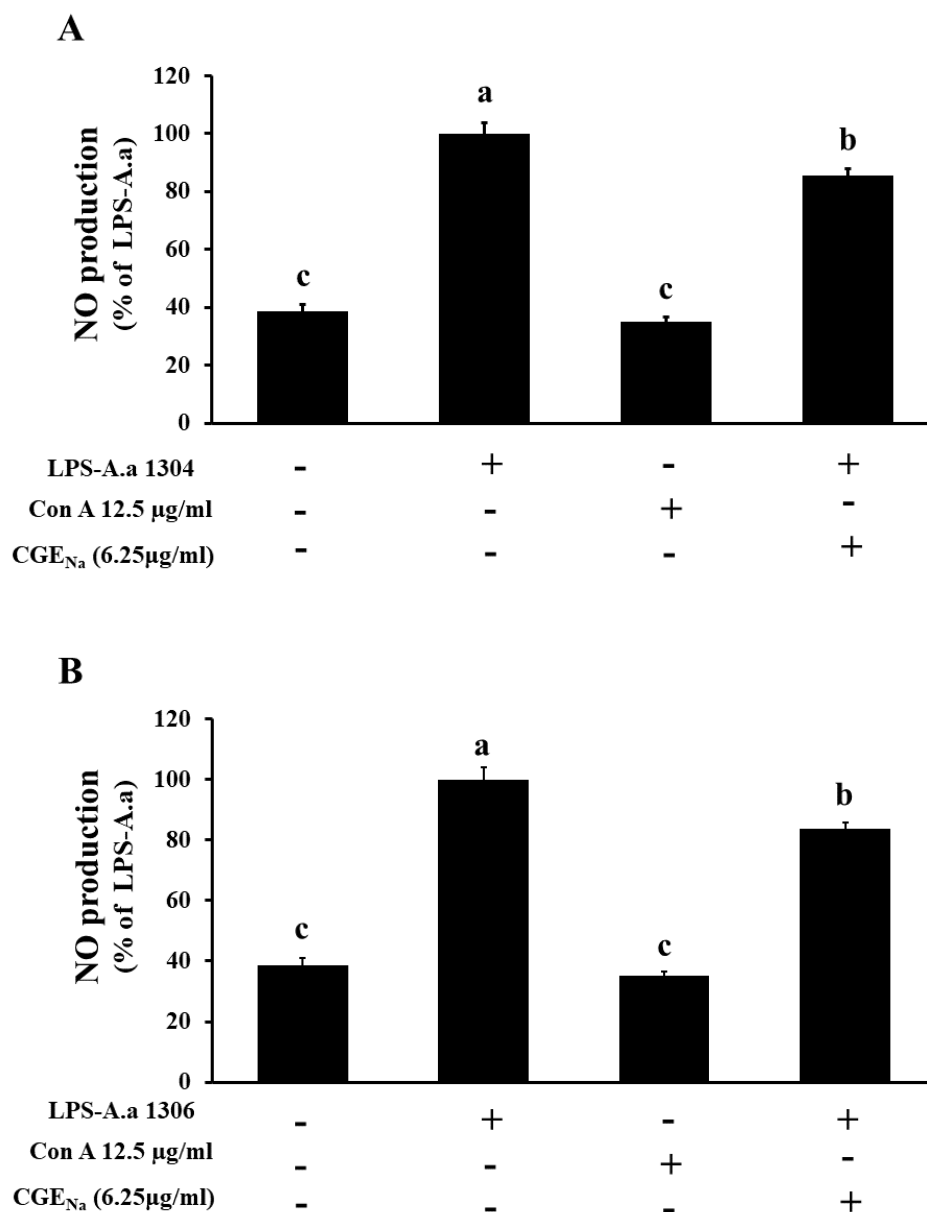 A
NO production
(% of LPS-A.a)
120
100
80
60
40
20
0
c
a
c
b
LPS-A.a 1304 - + - +
Con A 12.5 µg/ml - - + -
CGENa (6.25µg/ml) - - - +
B
NO production
(% of LPS-A.a)
120
100
80
60
40
20
0
c
a
c
b
LPS-A.a 1306 - + - +
Con A 12.5 µg/ml - - + -
CGENa (6.25µg/ml) - - - +